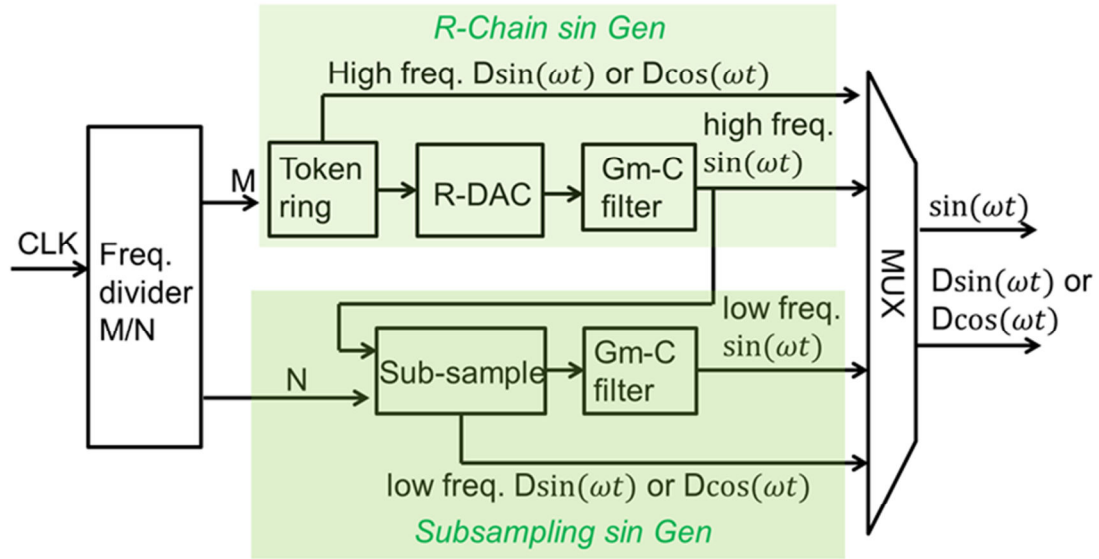 R-Chain sin Gen
High freq. Dsin(ωt) or Dcos(ωt)
high freq.
sin(ωt)
Token
ring
R-DAC
Gm-C
filter
M
CLK
Freq.
divider
M/N
N
Sub-sample
Gm-C
filter
low freq.
sin(ωt)
low freq. Dsin(ωt) or Dcos(ωt)
Subsampling sin Gen
MUX
sin(ωt)
Dsin(ωt) or
Dcos(ωt)